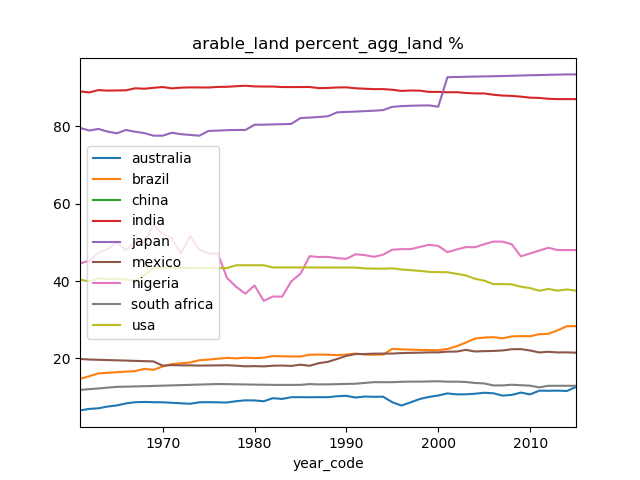 arable_land percent_agg_land %
80
60
40
20
australia
brazil
china
india
japan
mexico
nigeria
south africa
usa
1970
1980
1990
2000
2010
year_code